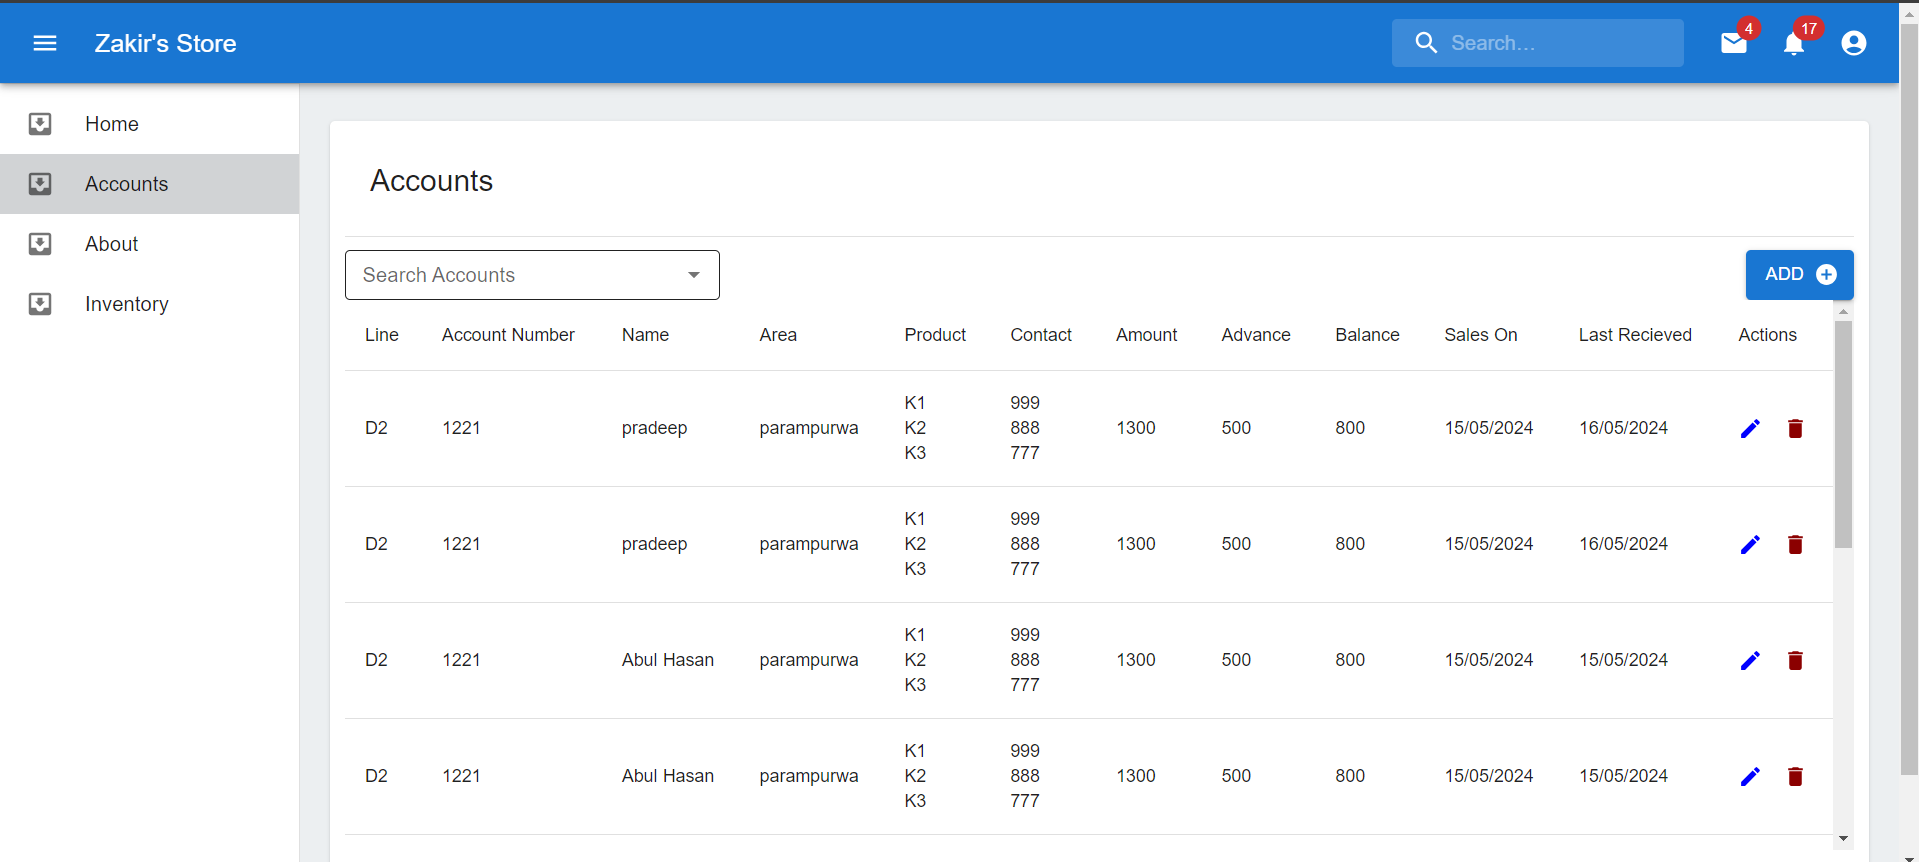 Zakir's Store
Search...
4
17
Home
Accounts
About
Inventory
Accounts
Search Accounts
ADD
Line Account Number Name Area Product Contact Amount Advance Balance Sales On Last Recieved Actions
K1 999
D2 1221 pradeep parampurwa K2 888 1300 500 800 15/05/2024 16/05/2024
K3 777
K1 999
D2 1221 pradeep parampurwa K2 888 1300 500 800 15/05/2024 16/05/2024
K3 777
K1 999
D2 1221 Abul Hasan parampurwa K2 888 1300 500 800 15/05/2024 15/05/2024
K3 777
K1 999
D2 1221 Abul Hasan parampurwa K2 888 1300 500 800 15/05/2024 15/05/2024
K3 777